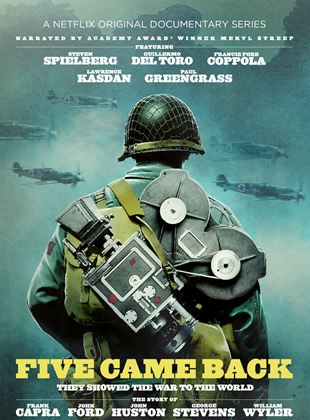 A NETFLIX ORIGINAL DOCUMENTARY SERIES
NARRATED BY ACADEMY AWARD® WINNER MERYL STREEP
FEATURING
STEVEN SPIELBERG GUILLERMO DEL TORO FRANCIS FORD COPPOLA
LAWRENCE KASDAN PAUL GREENGRASS
FIVE CAME BACK
THEY SHOWED THE WAR TO THE WORLD
THE STORY OF
FRANK CAPRA JOHN FORD JOHN HUSTON GEORGE STEVENS WILLIAM WYLER